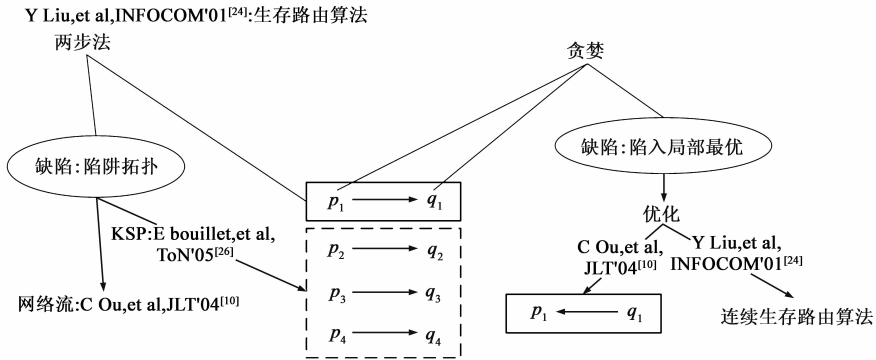 Y Liu,et al,INFOCOM'01[24]:生存路由算法
两步法
贪婪
缺陷:陷阱拓扑
缺陷:陷入局部最优
p1 → q1
优化
KSP:E bouillet,et al,
ToN'05[26]
p2 → q2
C Ou,et al,
JLT'04[10]
Y Liu,et al,
INFOCOM'01[24]
网络流:C Ou,et al,JLT'04[10]
p3 → q3
p1 ← q1
连续生存路由算法
p4 → q4